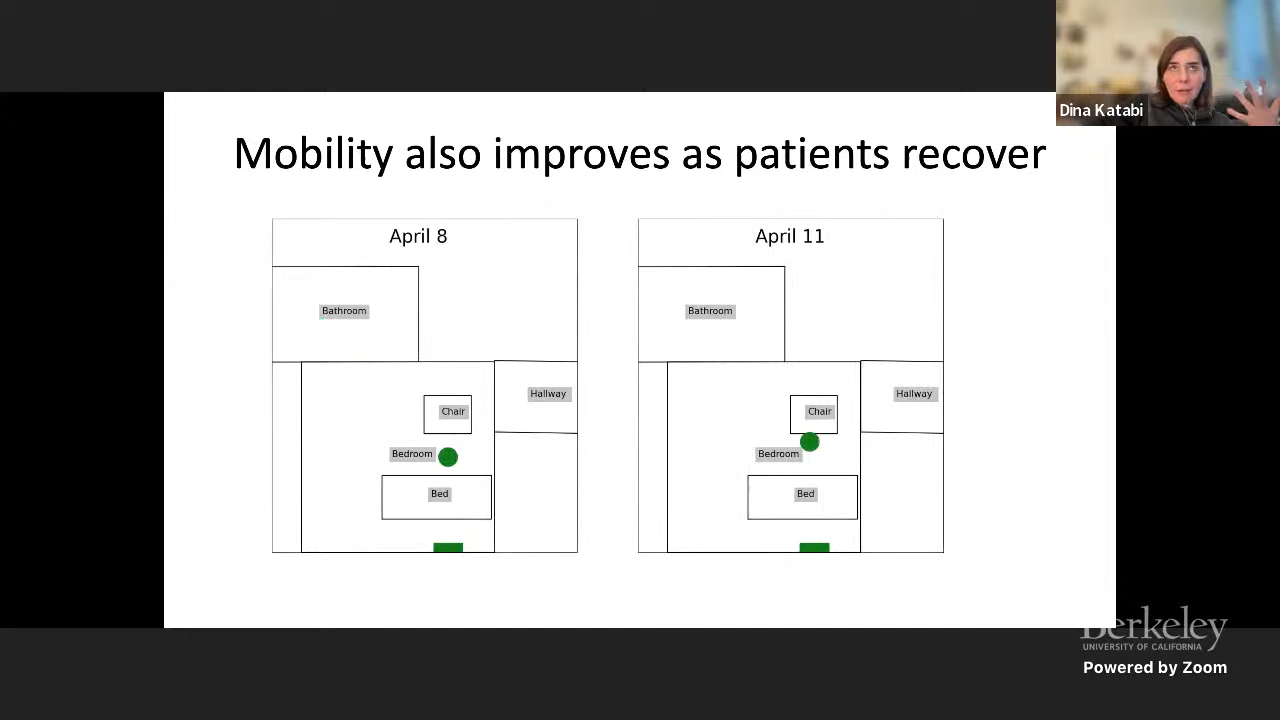 Dina Katabi
Mobility also improves as patients recover
April 8
Bathroom
Hallway
Chair
Bedroom
Bed
April 11
Bathroom
Hallway
Chair
Bedroom
Bed
Berkeley
UNIVERSITY OF CALIFORNIA
Powered by Zoom